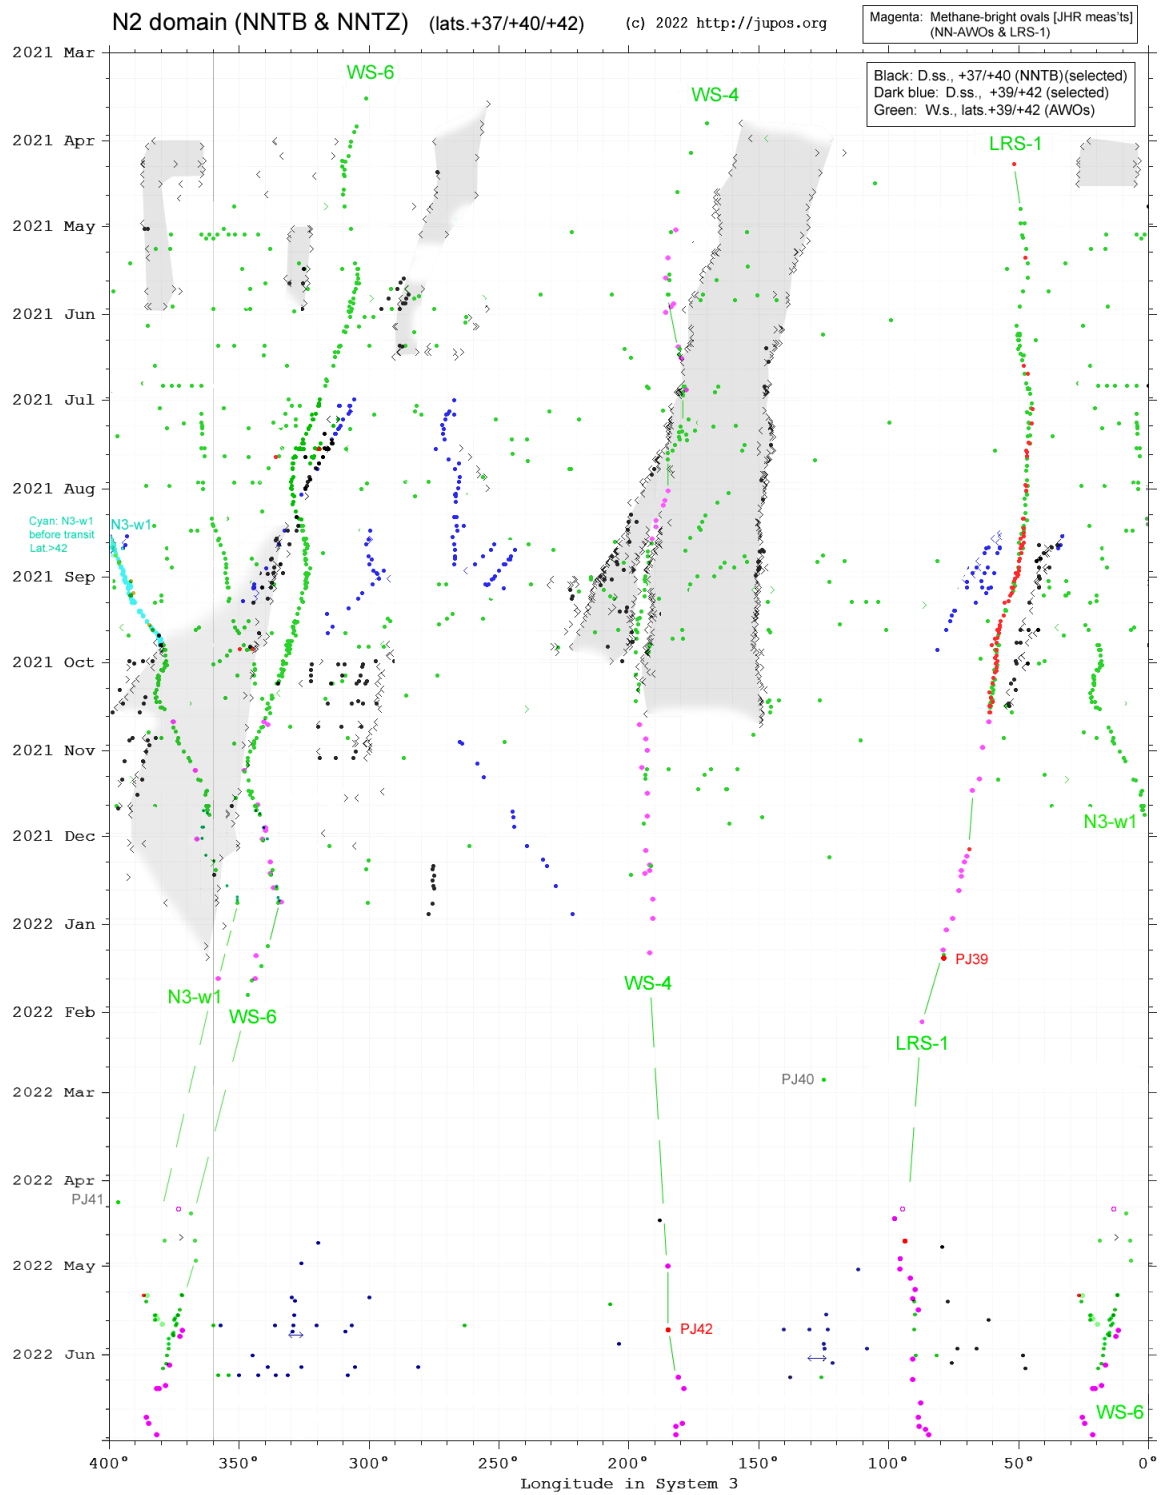 N2 domain (NNTB & NNTZ) (lats.+37/+40/+42) (c) 2022 http://jupos.org
Magenta: Methane-bright ovals [JHR meas'ts]
(NN-AWOs & LRS-1)
Black: D.ss., +37/+40 (NNTB)(selected)
Dark blue: D.ss., +39/+42 (selected)
Green: W.s., lats.+39/+42 (AWOs)
2021 Mar
WS-6
WS-4
2021 Apr
LRS-1
2021 May
2021 Jun
2021 Jul
2021 Aug
Cyan: N3-w1
before transit
Lat.>42
N3-w1
2021 Sep
2021 Oct
2021 Nov
N3-w1
2021 Dec
2022 Jan
PJ39
WS-4
N3-w1
WS-6
2022 Feb
LRS-1
PJ40
2022 Mar
2022 Apr
PJ41
2022 May
PJ42
2022 Jun
WS-6
400° 350° 300° 250° 200° 150° 100° 50° 0°
Longitude in System 3